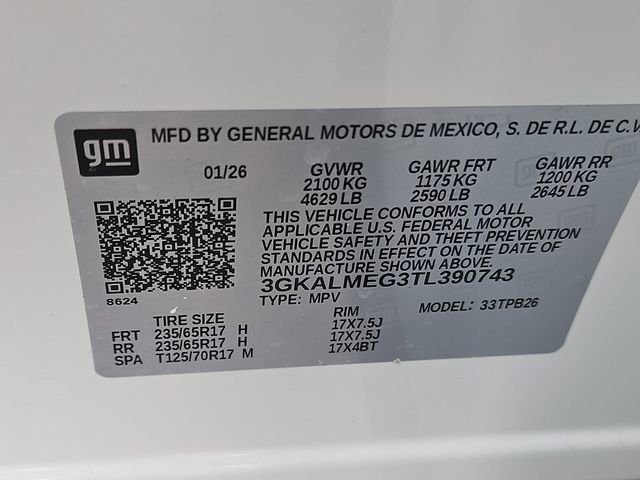 gm
MFD BY GENERAL MOTORS DE MEXICO, S. DE R.L. DE C.V
01/26 GVWR GAWR FRT GAWR RR
2100 KG 1175 KG 1200 KG
4629 LB 2590 LB 2645 LB
THIS VEHICLE CONFORMS TO ALL
APPLICABLE U.S. FEDERAL MOTOR
VEHICLE SAFETY AND THEFT PREVENTION
STANDARDS IN EFFECT ON THE DATE OF
MANUFACTURE SHOWN ABOVE.
3GKALMEG3TL390743
8624
TYPE: MPV MODEL: 33TPB26
TIRE SIZE RIM
FRT 235/65R17 H 17X7.5J
RR 235/65R17 H 17X7.5J
SPA T125/70R17 M 17X4BT